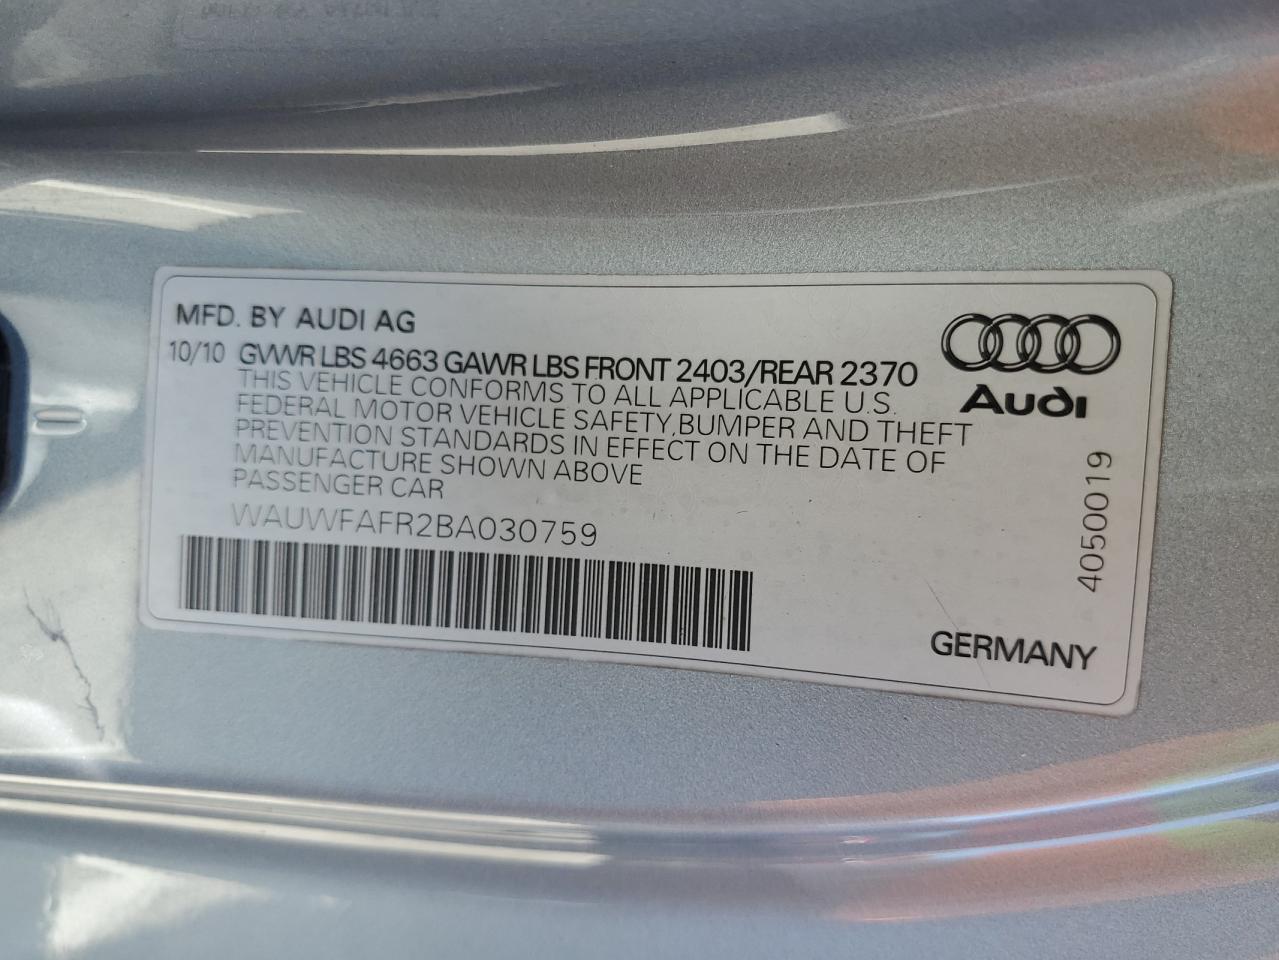 MFD. BY AUDI AG
10/10 GVWR LBS 4663 GAWR LBS FRONT 2403/REAR 2370
THIS VEHICLE CONFORMS TO ALL APPLICABLE U.S.
FEDERAL MOTOR VEHICLE SAFETY,BUMPER AND THEFT
PREVENTION STANDARDS IN EFFECT ON THE DATE OF
MANUFACTURE SHOWN ABOVE
PASSENGER CAR
WAUWFAFR2BA030759
Audi
4050019
GERMANY